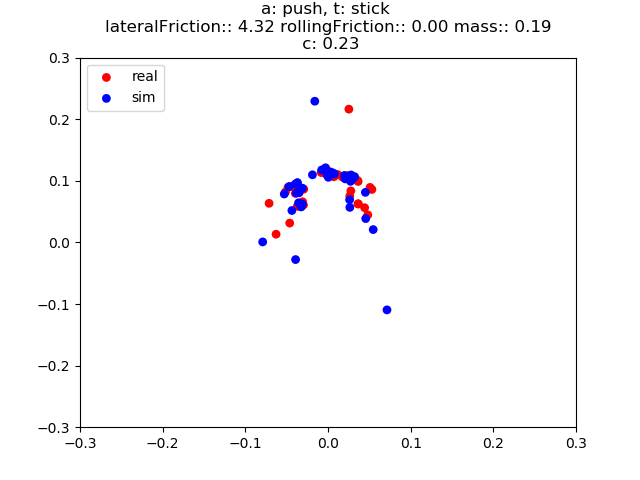 a: push, t: stick
lateralFriction:: 4.32 rollingFriction:: 0.00 mass:: 0.19
c: 0.23
real
sim
0.3
0.2
0.1
0.0
−0.1
−0.2
−0.3
−0.3 −0.2 −0.1 0.0 0.1 0.2 0.3